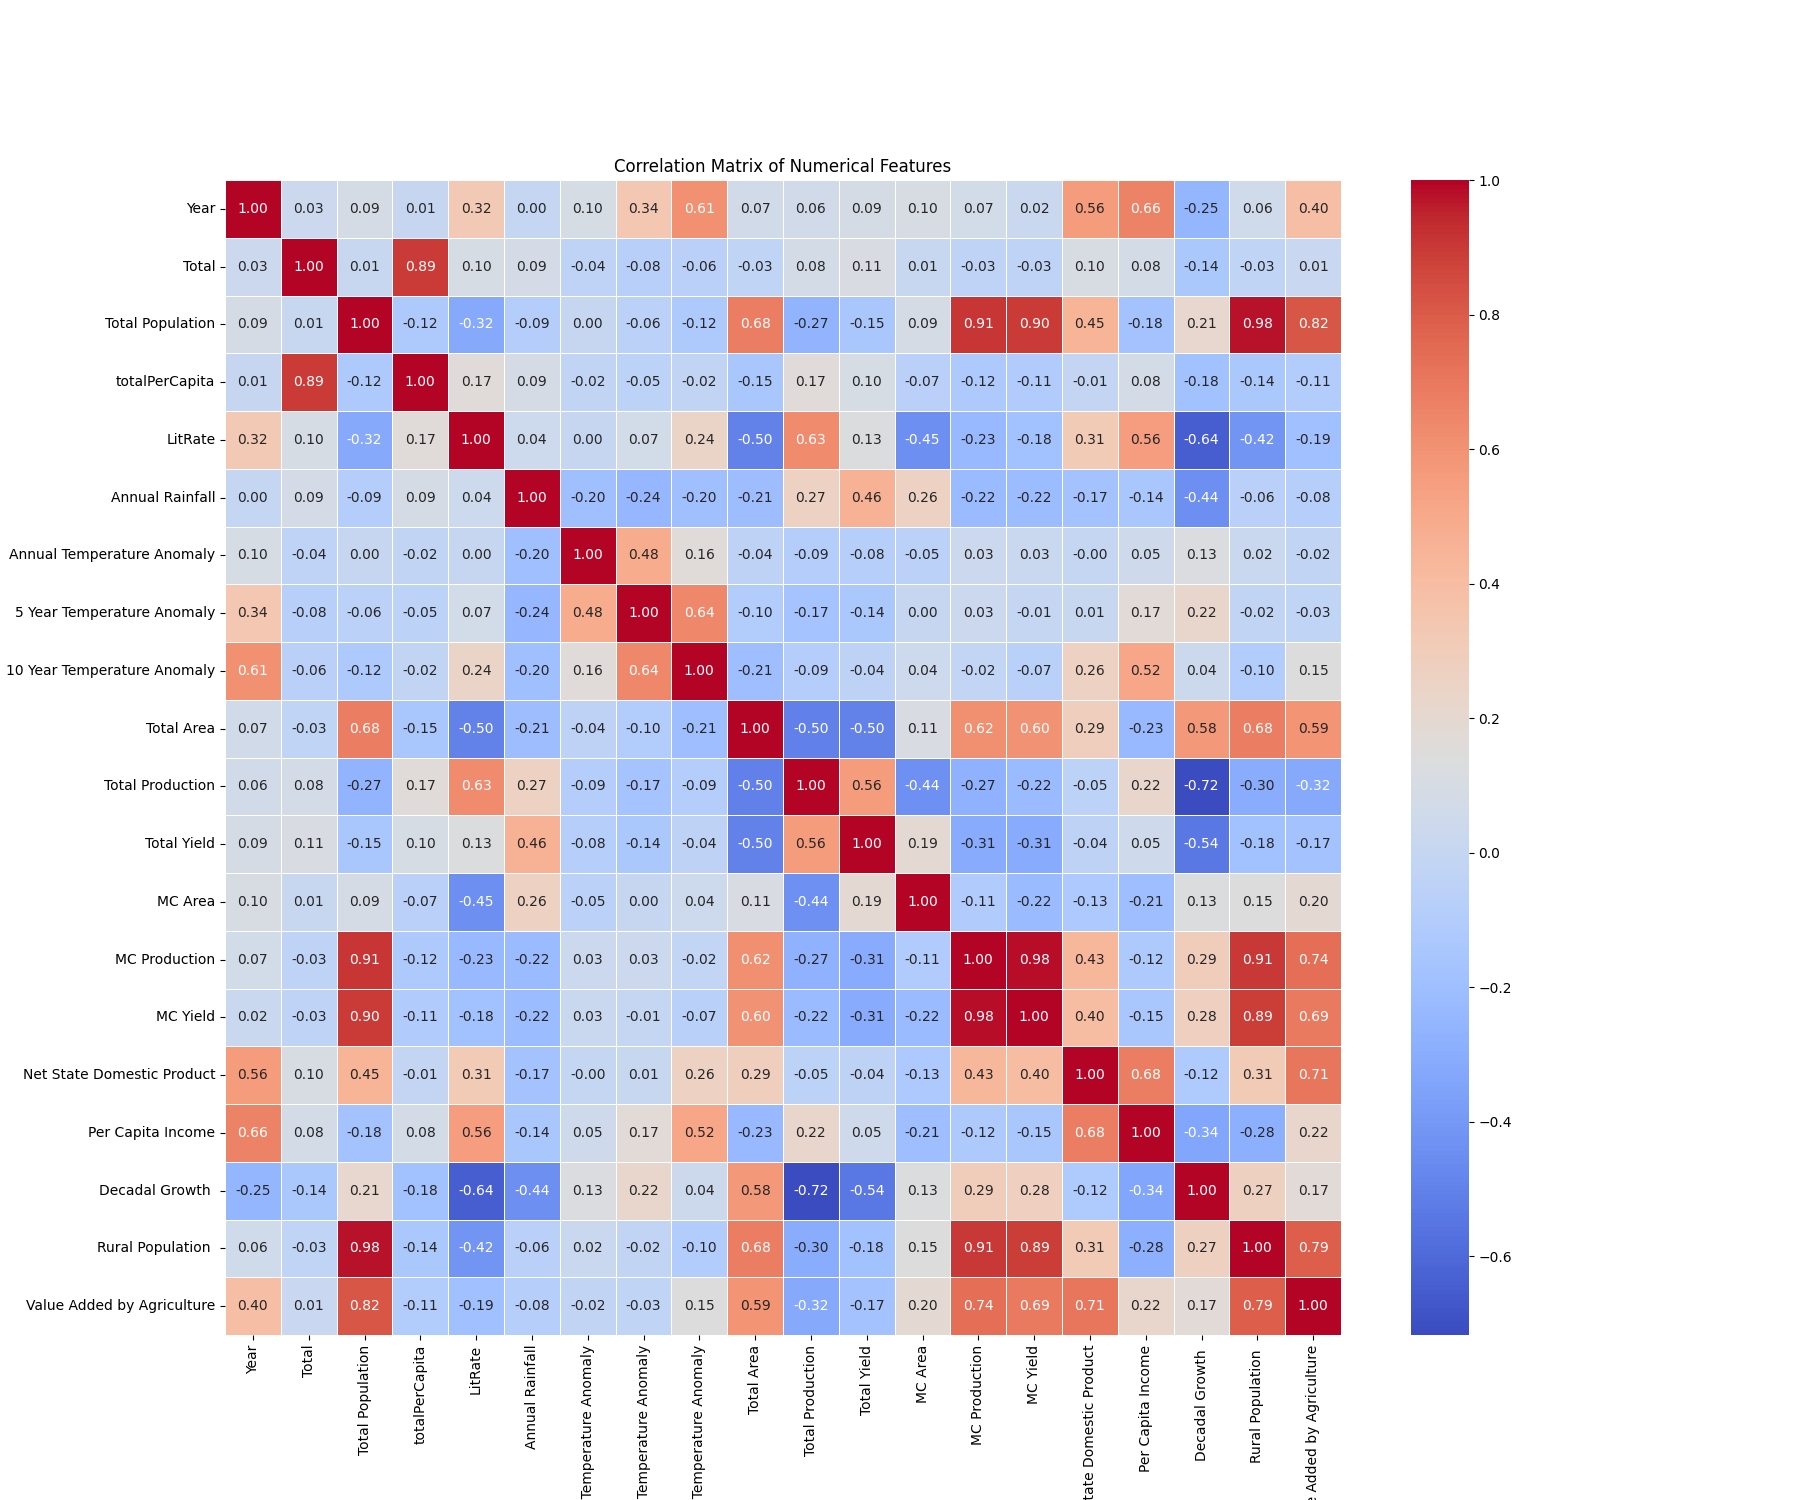 Correlation Matrix of Numerical Features
Year 1.00 0.03 0.09 0.01 0.32 0.00 0.10 0.34 0.61 0.07 0.06 0.09 0.10 0.07 0.02 0.56 0.66 -0.25 0.06 0.40
Total 0.03 1.00 0.01 0.89 0.10 0.09 -0.04 -0.08 -0.06 -0.03 0.08 0.11 0.01 -0.03 -0.03 0.10 0.08 -0.14 -0.03 0.01
Total Population 0.09 0.01 1.00 -0.12 -0.32 -0.09 0.00 -0.06 -0.12 0.68 -0.27 -0.15 0.09 0.91 0.90 0.45 -0.18 0.21 0.98 0.82
totalPerCapita 0.01 0.89 -0.12 1.00 0.17 0.09 -0.02 -0.05 -0.02 -0.15 0.17 0.10 -0.07 -0.12 -0.11 -0.01 0.08 -0.18 -0.14 -0.11
LitRate 0.32 0.10 -0.32 0.17 1.00 0.04 0.00 0.07 0.24 -0.50 0.63 0.13 -0.45 -0.23 -0.18 0.31 0.56 -0.64 -0.42 -0.19
Annual Rainfall 0.00 0.09 -0.09 0.09 0.04 1.00 -0.20 -0.24 -0.20 -0.21 0.27 0.46 0.26 -0.22 -0.22 -0.17 -0.14 -0.44 -0.06 -0.08
Annual Temperature Anomaly 0.10 -0.04 0.00 -0.02 0.00 -0.20 1.00 0.48 0.16 -0.04 -0.09 -0.08 -0.05 0.03 0.03 -0.00 0.05 0.13 0.02 -0.02
5 Year Temperature Anomaly 0.34 -0.08 -0.06 -0.05 0.07 -0.24 0.48 1.00 0.64 -0.10 -0.17 -0.14 0.00 0.03 -0.01 0.01 0.17 0.22 -0.02 -0.03
10 Year Temperature Anomaly 0.61 -0.06 -0.12 -0.02 0.24 -0.20 0.16 0.64 1.00 -0.21 -0.09 -0.04 0.04 -0.02 -0.07 0.26 0.52 0.04 -0.10 0.15
Total Area 0.07 -0.03 0.68 -0.15 -0.50 -0.21 -0.04 -0.10 -0.21 1.00 -0.50 -0.50 0.11 0.62 0.60 0.29 -0.23 0.58 0.68 0.59
Total Production 0.06 0.08 -0.27 0.17 0.63 0.27 -0.09 -0.17 -0.09 -0.50 1.00 0.56 -0.44 -0.27 -0.22 -0.05 0.22 -0.72 -0.30 -0.32
Total Yield 0.09 0.11 -0.15 0.10 0.13 0.46 -0.08 -0.14 -0.04 -0.50 0.56 1.00 0.19 -0.31 -0.31 -0.04 0.05 -0.54 -0.18 -0.17
MC Area 0.10 0.01 0.09 -0.07 -0.45 0.26 -0.05 0.00 0.04 0.11 -0.44 0.19 1.00 -0.11 -0.22 -0.13 -0.21 0.13 0.15 0.20
MC Production 0.07 -0.03 0.91 -0.12 -0.23 -0.22 0.03 0.03 -0.02 0.62 -0.27 -0.31 -0.11 1.00 0.98 0.43 -0.12 0.29 0.91 0.74
MC Yield 0.02 -0.03 0.90 -0.11 -0.18 -0.22 0.03 -0.01 -0.07 0.60 -0.22 -0.31 -0.22 0.98 1.00 0.40 -0.15 0.28 0.89 0.69
Net State Domestic Product 0.56 0.10 0.45 -0.01 0.31 -0.17 -0.00 0.01 0.26 0.29 -0.05 -0.04 -0.13 0.43 0.40 1.00 0.68 -0.12 0.31 0.71
Per Capita Income 0.66 0.08 -0.18 0.08 0.56 -0.14 0.05 0.17 0.52 -0.23 0.22 0.05 -0.21 -0.12 -0.15 0.68 1.00 -0.34 -0.28 0.22
Decadal Growth -0.25 -0.14 0.21 -0.18 -0.64 -0.44 0.13 0.22 0.04 0.58 -0.72 -0.54 0.13 0.29 0.28 -0.12 -0.34 1.00 0.27 0.17
Rural Population 0.06 -0.03 0.98 -0.14 -0.42 -0.06 0.02 -0.02 -0.10 0.68 -0.30 -0.18 0.15 0.91 0.89 0.31 -0.28 0.27 1.00 0.79
Value Added by Agriculture 0.40 0.01 0.82 -0.11 -0.19 -0.08 -0.02 -0.03 0.15 0.59 -0.32 -0.17 0.20 0.74 0.69 0.71 0.22 0.17 0.79 1.00
Year
Total
Total Population
totalPerCapita
LitRate
Annual Rainfall
Temperature Anomaly
Temperature Anomaly
Temperature Anomaly
Total Area
Total Production
Total Yield
MC Area
MC Production
MC Yield
tate Domestic Product
Per Capita Income
Decadal Growth
Rural Population
e Added by Agriculture
1.0
0.8
0.6
0.4
0.2
0.0
−0.2
−0.4
−0.6